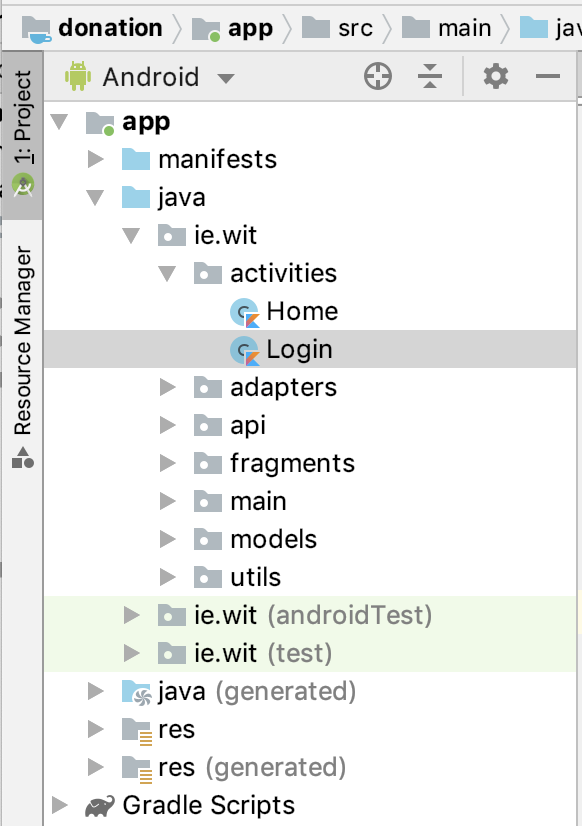 donation app src main jav
Android
1: Project
Resource Manager
app
manifests
java
ie.wit
activities
Home
Login
adapters
api
fragments
main
models
utils
ie.wit (androidTest)
ie.wit (test)
java (generated)
res
res (generated)
Gradle Scripts